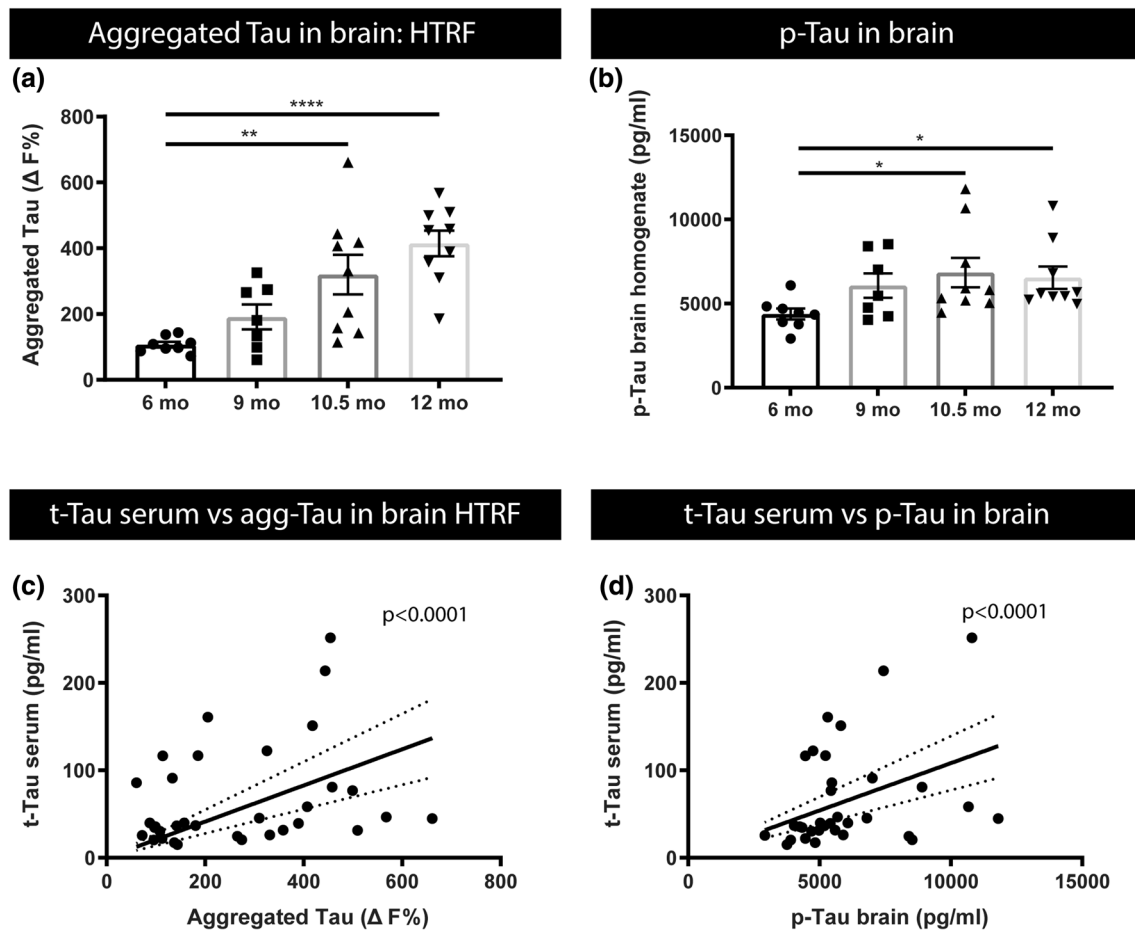 Aggregated Tau in brain: HTRF
p-Tau in brain
(a)
Aggregated Tau (Δ F%)
800
600
400
200
0
****
**
6 mo
9 mo
10.5 mo
12 mo
(b)
p-Tau brain homogenate (pg/ml)
15000
10000
5000
0
*
*
6 mo
9 mo
10.5 mo
12 mo
t-Tau serum vs agg-Tau in brain HTRF
t-Tau serum vs p-Tau in brain
(c)
t-Tau serum (pg/ml)
300
200
100
0
p<0.0001
0
200
400
600
800
Aggregated Tau (Δ F%)
(d)
t-Tau serum (pg/ml)
300
200
100
0
p<0.0001
0
5000
10000
15000
p-Tau brain (pg/ml)